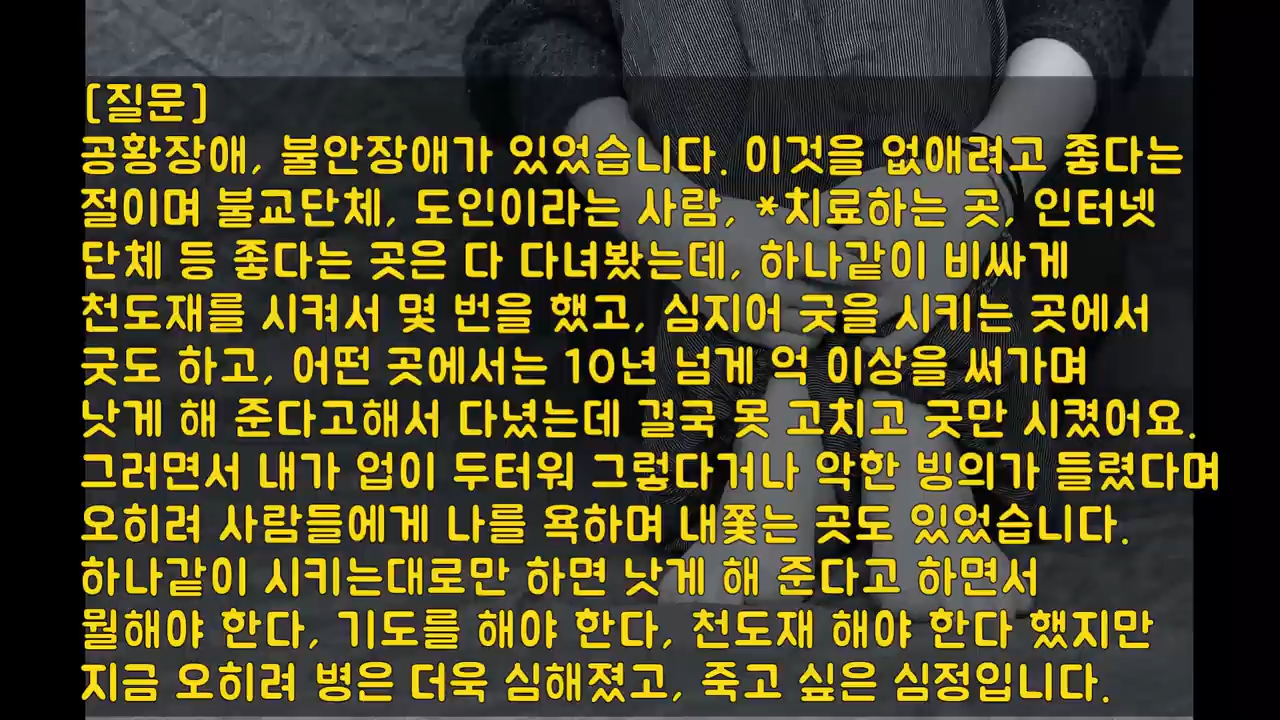 [질문]
공황장애, 불안장애가 있었습니다. 이것을 없애려고 좋다는
절이며 불교단체, 도인이라는 사람, *치료하는 곳, 인터넷
단체 등 좋다는 곳은 다 다녀봤는데, 하나같이 비싸게
천도재를 시켜서 몇 번을 했고, 심지어 굿을 시키는 곳에서
굿도 하고, 어떤 곳에서는 10년 넘게 억 이상을 써가며
낫게 해 준다고해서 다녔는데 결국 못 고치고 굿만 시켰어요.
그러면서 내가 업이 두터워 그렇다거나 악한 빙의가 들렸다며
오히려 사람들에게 나를 욕하며 내쫓는 곳도 있었습니다.
하나같이 시키는대로만 하면 낫게 해 준다고 하면서
뭘해야 한다, 기도를 해야 한다, 천도재 해야 한다 했지만
지금 오히려 병은 더욱 심해졌고, 죽고 싶은 심정입니다.